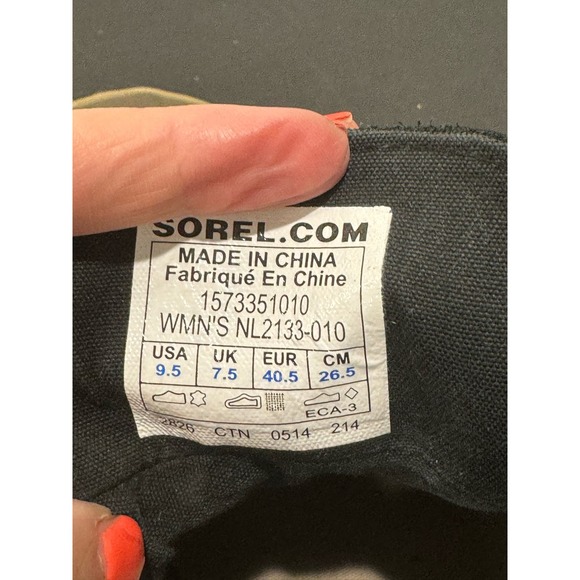 SOREL.COM
MADE IN CHINA
Fabriqué En Chine
1573351010
WMN'S NL2133-010
USA UK EUR CM
9.5 7.5 40.5 26.5
ECA-3
CTN 0514 214